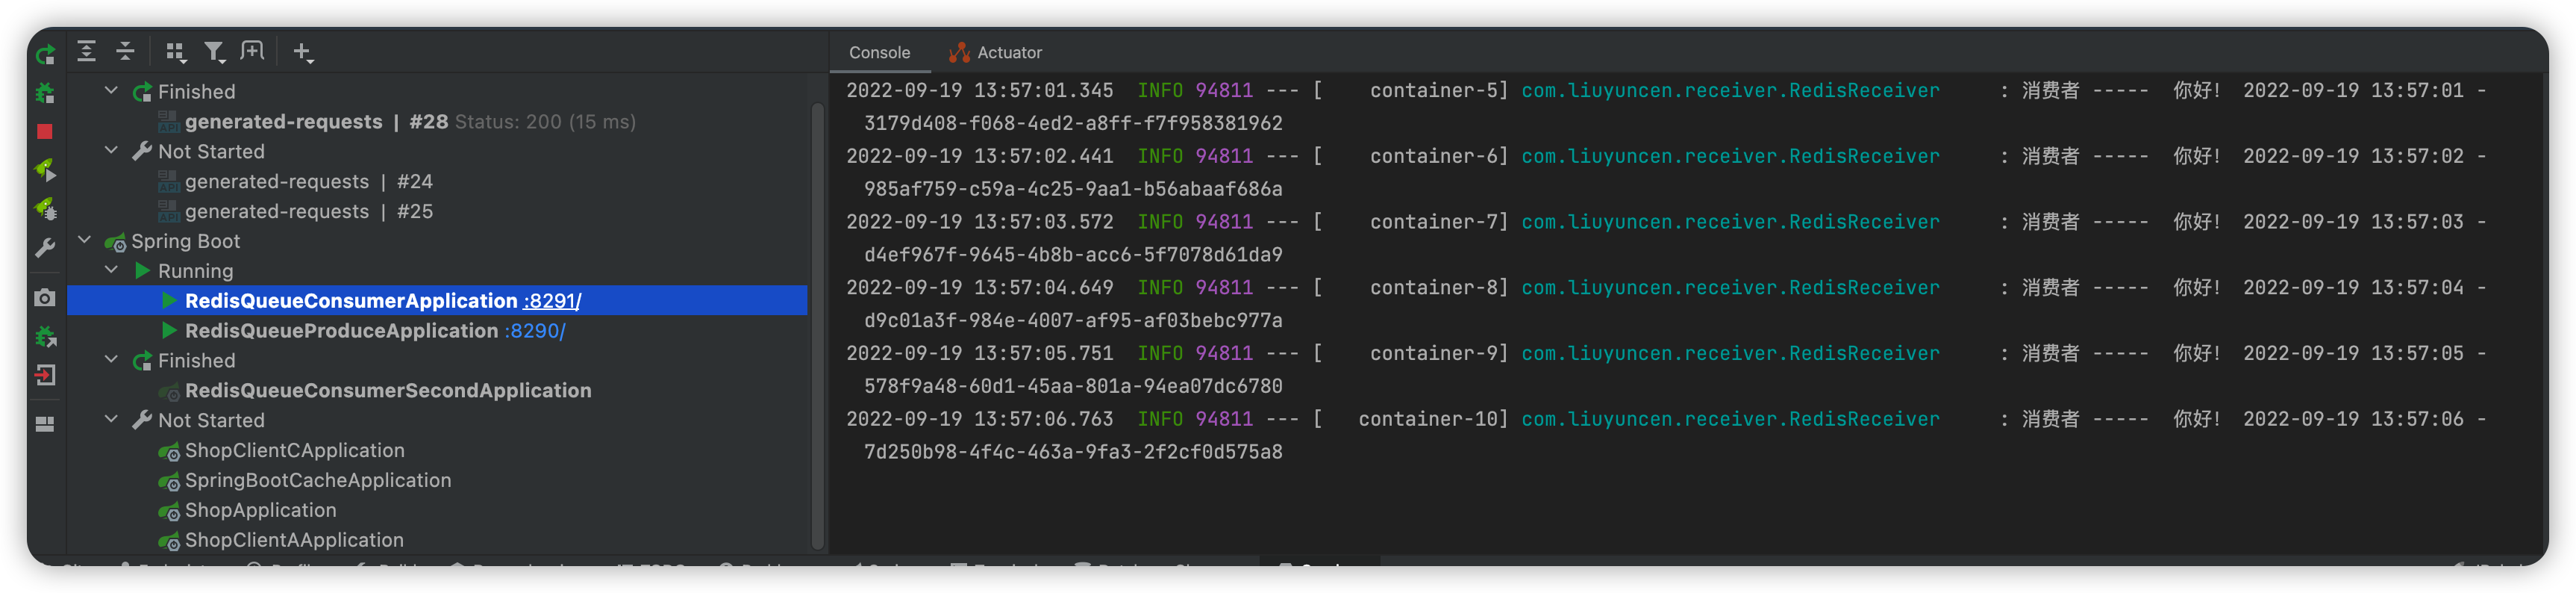 Finished
generated-requests | #28 Status: 200 (15 ms)
Not Started
generated-requests | #24
generated-requests | #25
Spring Boot
Running
RedisQueueConsumerApplication :8291/
RedisQueueProduceApplication :8290/
Finished
RedisQueueConsumerSecondApplication
Not Started
ShopClientCApplication
SpringBootCacheApplication
ShopApplication
ShopClientAApplication
Console Actuator
2022-09-19 13:57:01.345 INFO 94811 --- [ container-5] com.liuyuncen.receiver.RedisReceiver : 消费者 ----- 你好! 2022-09-19 13:57:01 -
3179d408-f068-4ed2-a8ff-f7f958381962
2022-09-19 13:57:02.441 INFO 94811 --- [ container-6] com.liuyuncen.receiver.RedisReceiver : 消费者 ----- 你好! 2022-09-19 13:57:02 -
985af759-c59a-4c25-9aa1-b56abaaf686a
2022-09-19 13:57:03.572 INFO 94811 --- [ container-7] com.liuyuncen.receiver.RedisReceiver : 消费者 ----- 你好! 2022-09-19 13:57:03 -
d4ef967f-9645-4b8b-acc6-5f7078d61da9
2022-09-19 13:57:04.649 INFO 94811 --- [ container-8] com.liuyuncen.receiver.RedisReceiver : 消费者 ----- 你好! 2022-09-19 13:57:04 -
d9c01a3f-984e-4007-af95-af03bebc977a
2022-09-19 13:57:05.751 INFO 94811 --- [ container-9] com.liuyuncen.receiver.RedisReceiver : 消费者 ----- 你好! 2022-09-19 13:57:05 -
578f9a48-60d1-45aa-801a-94ea07dc6780
2022-09-19 13:57:06.763 INFO 94811 --- [ container-10] com.liuyuncen.receiver.RedisReceiver : 消费者 ----- 你好! 2022-09-19 13:57:06 -
7d250b98-4f4c-463a-9fa3-2f2cf0d575a8